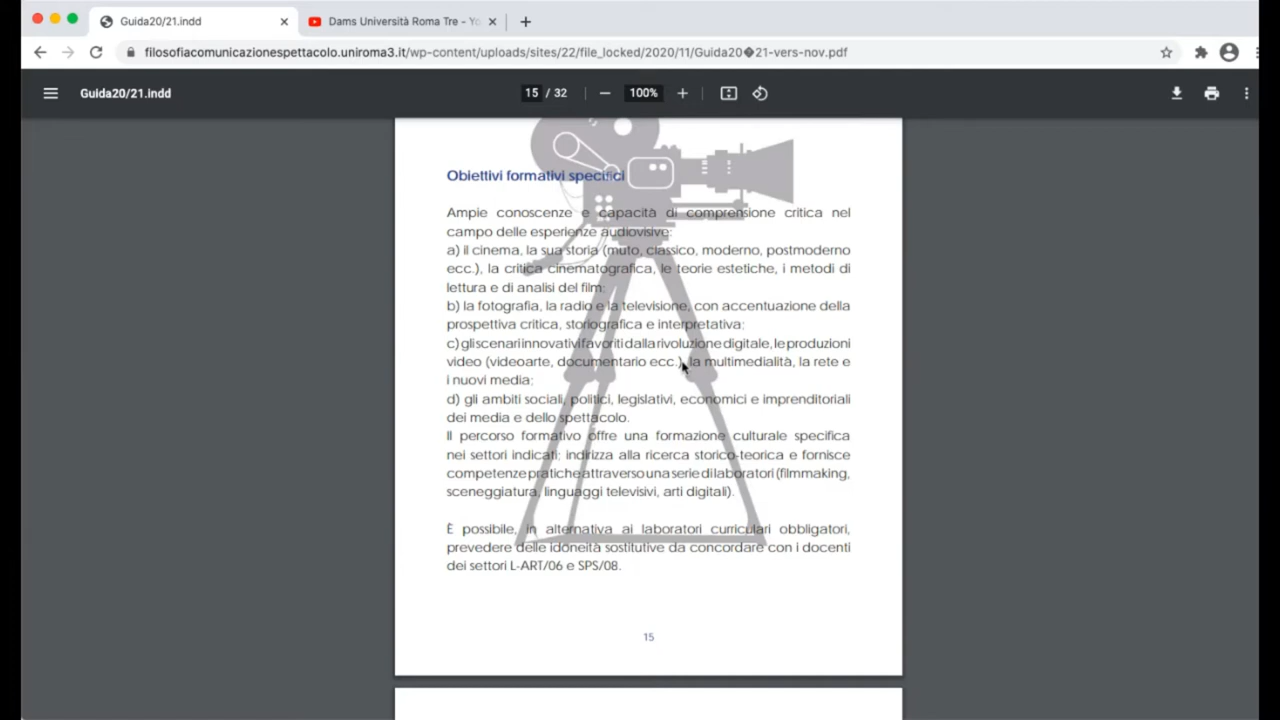 Guida20/21.indd
Dams Università Roma Tre - Yo
filosofiacomunicazionespettacolo.uniroma3.it/wp-content/uploads/sites/22/file_locked/2020/11/Guida20�21-vers-nov.pdf
Guida20/21.indd
15 / 32
100%
Obiettivi formativi specifici
Ampie conoscenze e capacità di comprensione critica nel
campo delle esperienze audiovisive:
a) il cinema, la sua storia (muto, classico, moderno, postmoderno
ecc.), la critica cinematografica, le teorie estetiche, i metodi di
lettura e di analisi del film;
b) la fotografia, la radio e la televisione, con accentuazione della
prospettiva critica, storiografica e interpretativa;
c) gli scenari innovativi favoriti dalla rivoluzione digitale, le produzioni
video (videoarte, documentario ecc.), la multimedialità, la rete e
i nuovi media;
d) gli ambiti sociali, politici, legislativi, economici e imprenditoriali
dei media e dello spettacolo.
Il percorso formativo offre una formazione culturale specifica
nei settori indicati; indirizza alla ricerca storico-teorica e fornisce
competenze pratiche attraverso una serie di laboratori (filmmaking,
sceneggiatura, linguaggi televisivi, arti digitali).
È possibile, in alternativa ai laboratori curriculari obbligatori,
prevedere delle idoneità sostitutive da concordare con i docenti
dei settori L-ART/06 e SPS/08.
15